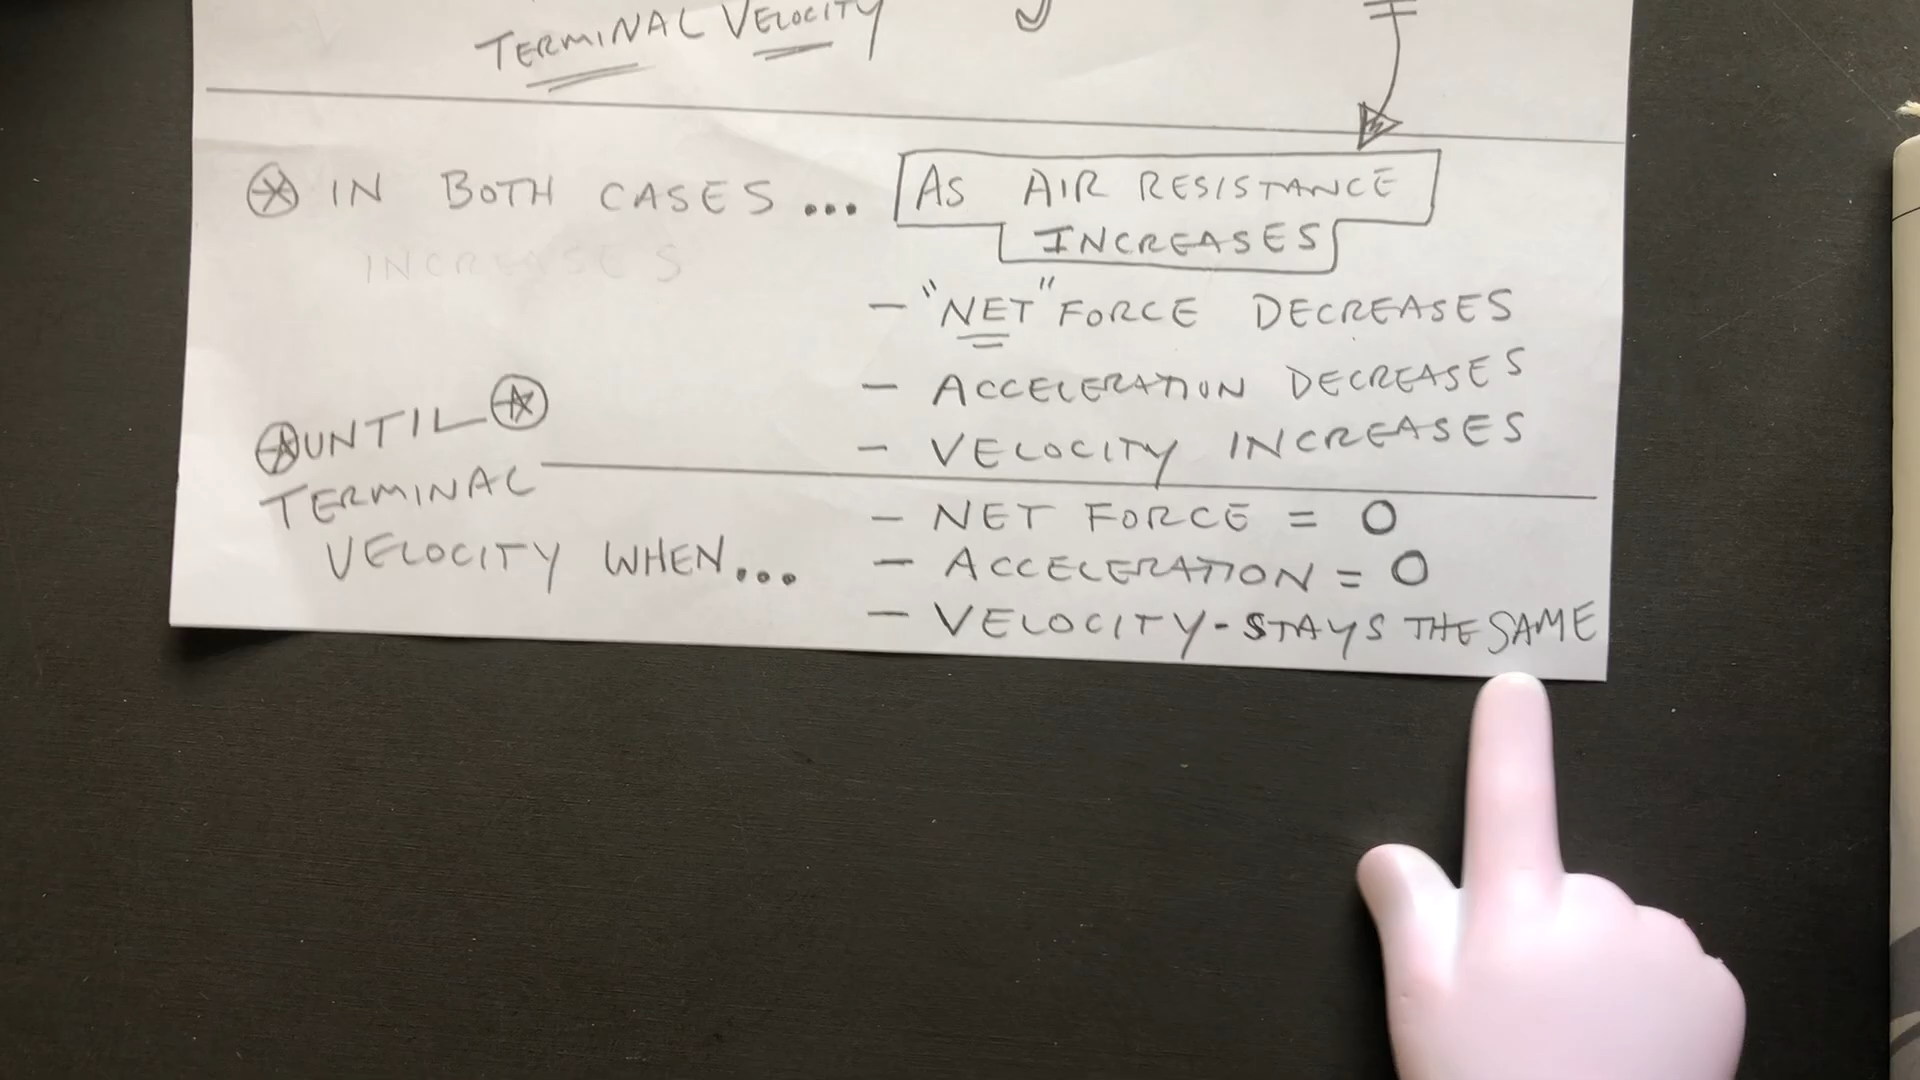 TERMINAL VELOCITY
⊛ IN BOTH CASES... AS AIR RESISTANCE
INCREASES
INCREASES
- "NET" FORCE DECREASES
- ACCELERATION DECREASES
- VELOCITY INCREASES
⊛ UNTIL ⊛
TERMINAL
VELOCITY WHEN...
- NET FORCE = 0
- ACCELERATION = 0
- VELOCITY - STAYS THE SAME